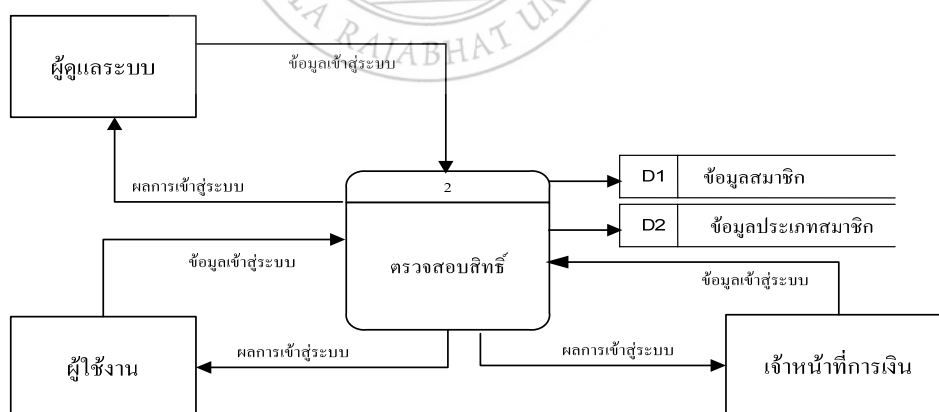 LA RAJABHAT UN
ผู้ดูแลระบบ
ข้อมูลเข้าสู่ระบบ
ผลการเข้าสู่ระบบ
2
ตรวจสอบสิทธิ์
D1 ข้อมูลสมาชิก
D2 ข้อมูลประเภทสมาชิก
ข้อมูลเข้าสู่ระบบ
ข้อมูลเข้าสู่ระบบ
ผู้ใช้งาน
ผลการเข้าสู่ระบบ
ผลการเข้าสู่ระบบ
เจ้าหน้าที่การเงิน